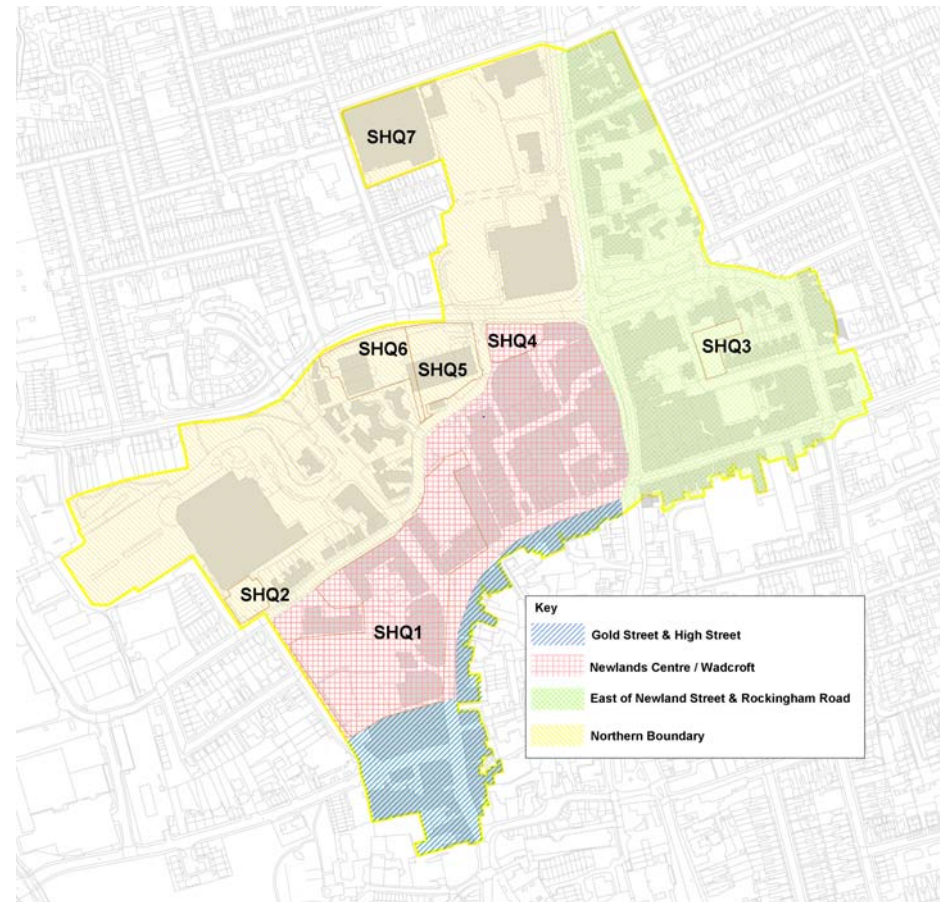 SHQ7
SHQ6
SHQ5
SHQ4
SHQ3
SHQ2
SHQ1
Key
Gold Street & High Street
Newlands Centre / Wadcroft
East of Newland Street & Rockingham Road
Northern Boundary